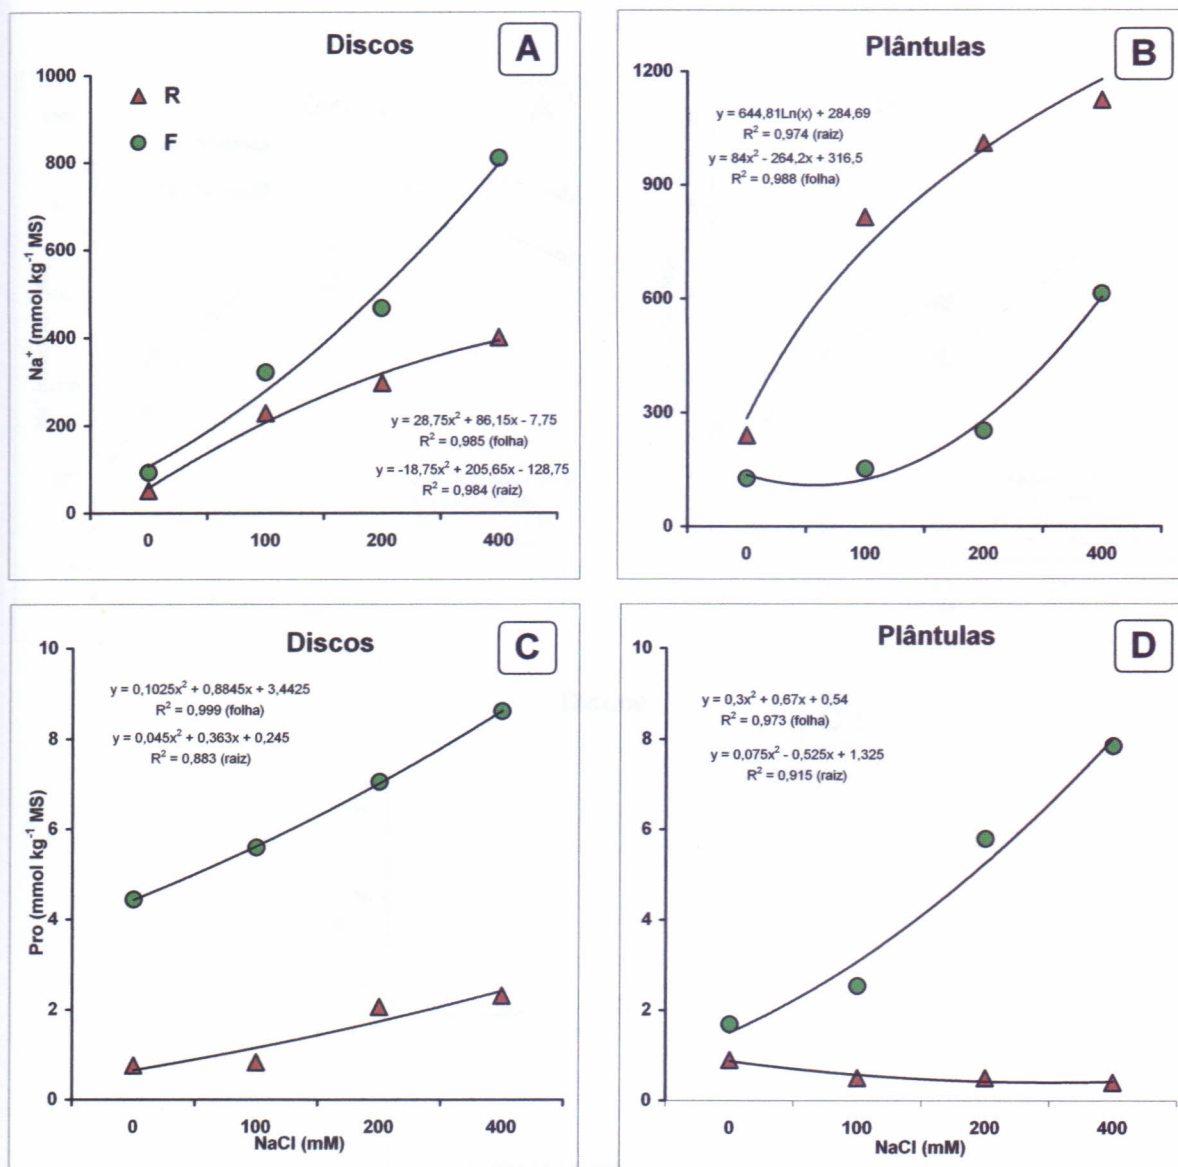 Discos
A
1000
800
600
400
200
0
Na⁺ (mmol kg⁻¹ MS)
R
F
y = 28,75x² + 86,15x - 7,75
R² = 0,985 (folha)
y = -18,75x² + 205,65x - 128,75
R² = 0,984 (raiz)
0 100 200 400
Plântulas
B
1200
900
600
300
0
y = 644,81Ln(x) + 284,69
R² = 0,974 (raiz)
y = 84x² - 264,2x + 316,5
R² = 0,988 (folha)
0 100 200 400
Discos
C
10
8
6
4
2
0
Pro (mmol kg⁻¹ MS)
y = 0,1025x² + 0,8845x + 3,4425
R² = 0,999 (folha)
y = 0,045x² + 0,363x + 0,245
R² = 0,883 (raiz)
0 100 200 400
NaCl (mM)
Plântulas
D
10
8
6
4
2
0
y = 0,3x² + 0,67x + 0,54
R² = 0,973 (folha)
y = 0,075x² - 0,525x + 1,325
R² = 0,915 (raiz)
0 100 200 400
NaCl (mM)